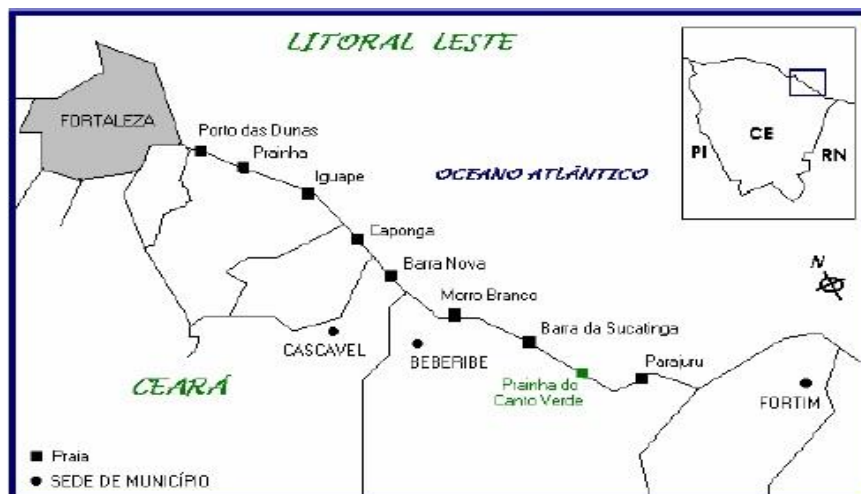 LITORAL LESTE
FORTALEZA
Porto das Dunas
Prainha
Iguape
OCEANO ATLÂNTICO
PI
CE
RN
Caponga
Barra Nova
N
Morro Branco
Barra da Sucatinga
CASCAVEL
BEBERIBE
Parajuru
CEARÁ
Prainha do
Canto Verde
FORTIM
Praia
SEDE DE MUNICÍPIO